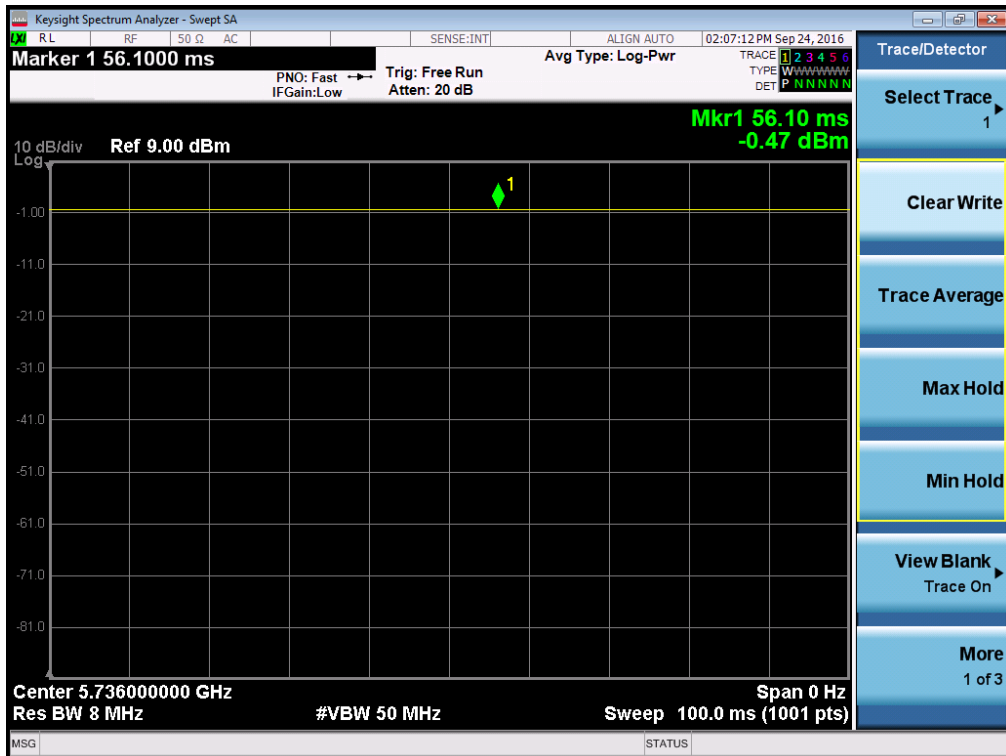 Keysight Spectrum Analyzer - Swept SA
LXI RL RF 50 Ω AC SENSE:INT ALIGN AUTO 02:07:12 PM Sep 24, 2016
Marker 1 56.1000 ms
PNO: Fast
IFGain:Low
Trig: Free Run
Atten: 20 dB
Avg Type: Log-Pwr
TRACE 1 2 3 4 5 6
TYPE W
DET P N N N N N
Mkr1 56.10 ms
-0.47 dBm
10 dB/div Ref 9.00 dBm
Log
1
-1.00
-11.0
-21.0
-31.0
-41.0
-51.0
-61.0
-71.0
-81.0
Center 5.736000000 GHz Span 0 Hz
Res BW 8 MHz #VBW 50 MHz Sweep 100.0 ms (1001 pts)
MSG STATUS
Trace/Detector
Select Trace
1
Clear Write
Trace Average
Max Hold
Min Hold
View Blank
Trace On
More
1 of 3